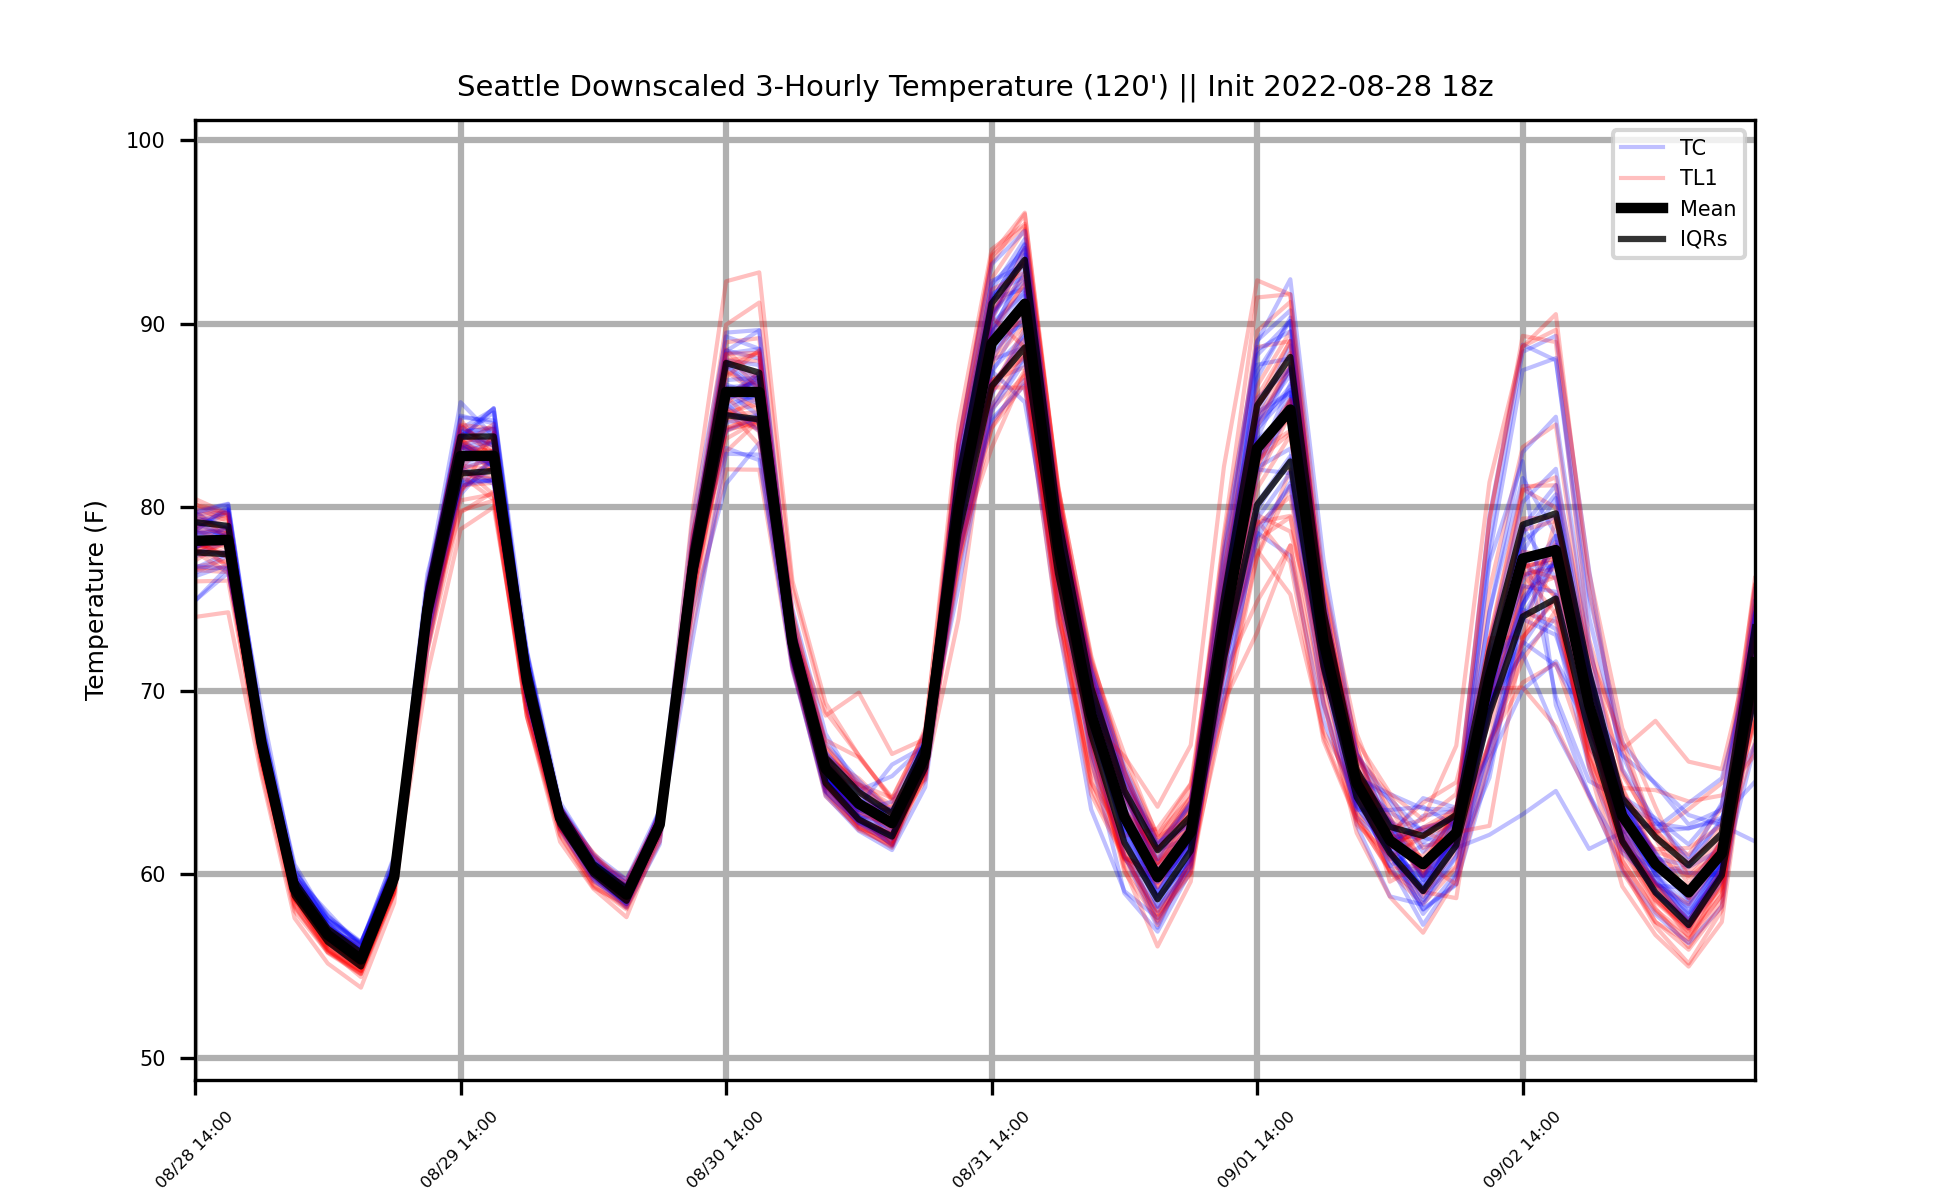 Seattle Downscaled 3-Hourly Temperature (120') || Init 2022-08-28 18z
TC
TL1
Mean
IQRs
Temperature (F)
100
90
80
70
60
50
08/28 14:00
08/29 14:00
08/30 14:00
08/31 14:00
09/01 14:00
09/02 14:00